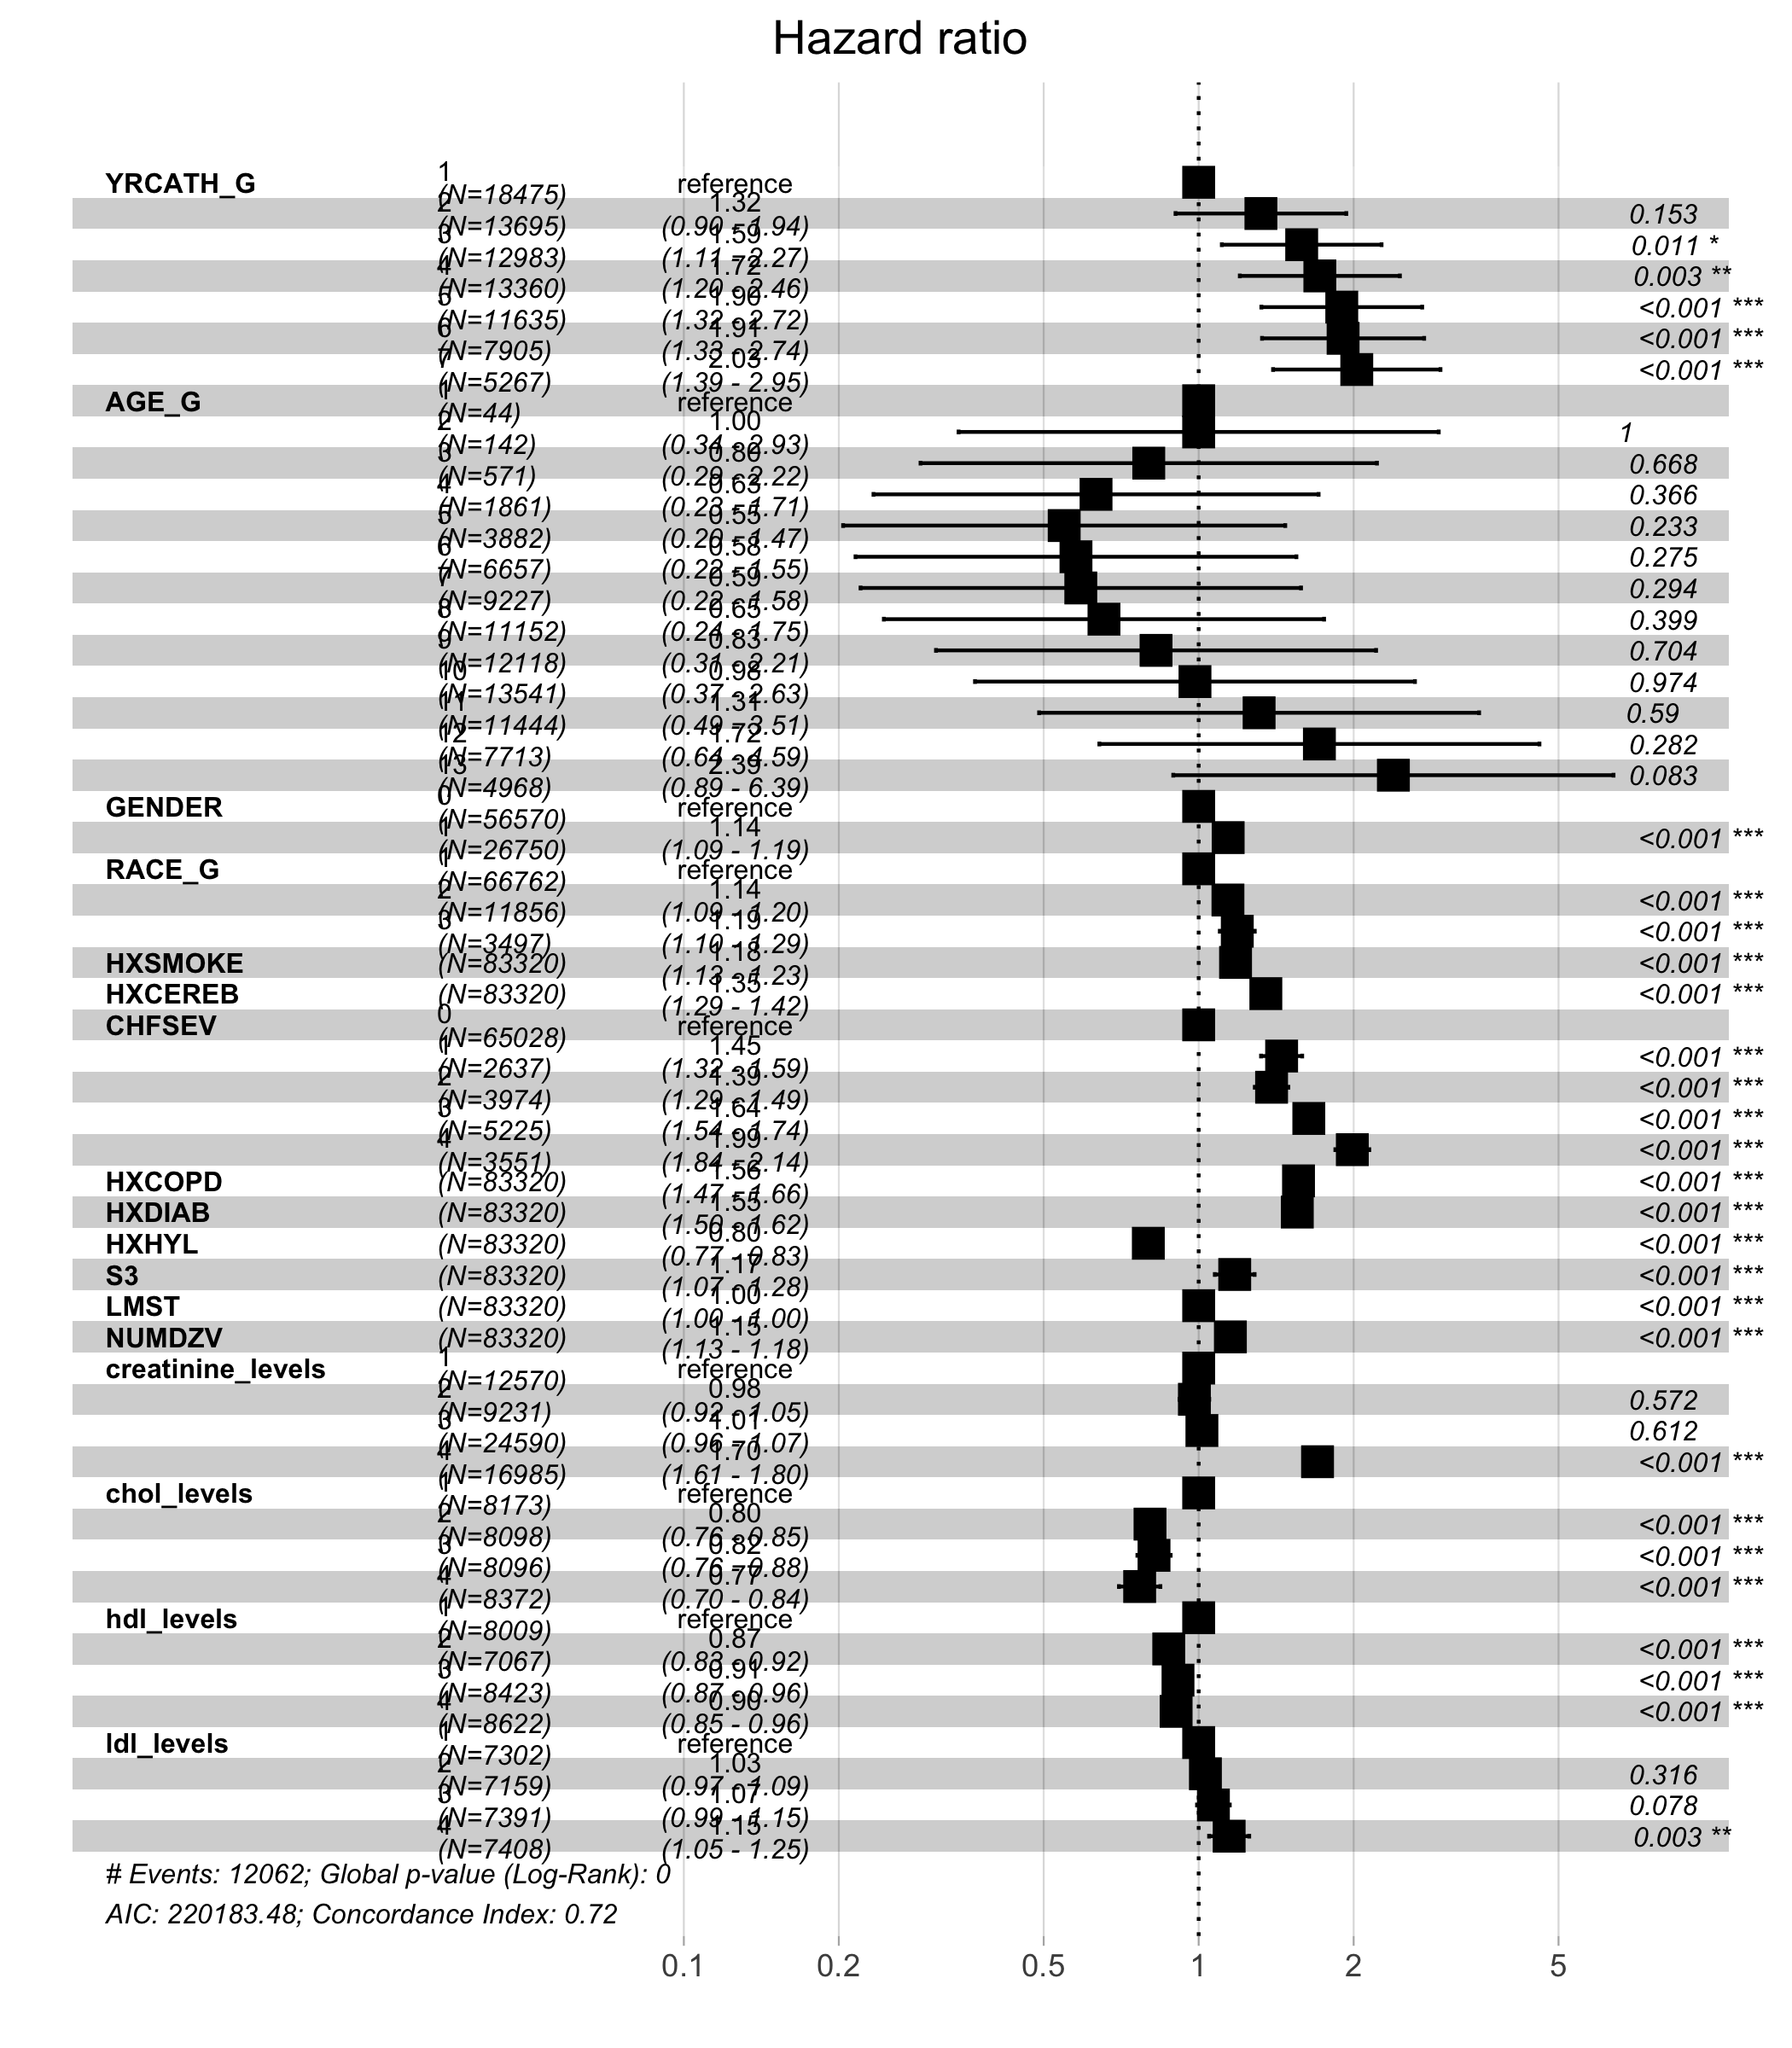 Hazard ratio
YRCATH_G 1 (N=18475) reference
2 (N=13695) 1.32 (0.90 - 1.94) 0.153
3 (N=12983) 1.59 (1.11 - 2.27) 0.011 *
4 (N=13360) 1.72 (1.20 - 2.46) 0.003 **
5 (N=11635) 1.90 (1.32 - 2.72) <0.001 ***
6 (N=7905) 1.91 (1.33 - 2.74) <0.001 ***
7 (N=5267) 2.03 (1.39 - 2.95) <0.001 ***
AGE_G 1 (N=44) reference
2 (N=142) 1.00 (0.34 - 2.93) 1
3 (N=571) 0.80 (0.29 - 2.22) 0.668
4 (N=1861) 0.63 (0.23 - 1.71) 0.366
5 (N=3882) 0.55 (0.20 - 1.47) 0.233
6 (N=6657) 0.58 (0.22 - 1.55) 0.275
7 (N=9227) 0.59 (0.22 - 1.58) 0.294
8 (N=11152) 0.65 (0.24 - 1.75) 0.399
9 (N=12118) 0.83 (0.31 - 2.21) 0.704
10 (N=13541) 0.98 (0.37 - 2.63) 0.974
11 (N=11444) 1.31 (0.49 - 3.51) 0.59
12 (N=7713) 1.72 (0.64 - 4.59) 0.282
13 (N=4968) 2.39 (0.89 - 6.39) 0.083
GENDER 0 (N=56570) reference
1 (N=26750) 1.14 (1.09 - 1.19) <0.001 ***
RACE_G 1 (N=66762) reference
2 (N=11856) 1.14 (1.09 - 1.20) <0.001 ***
3 (N=3497) 1.19 (1.10 - 1.29) <0.001 ***
HXSMOKE (N=83320) 1.18 (1.13 - 1.23) <0.001 ***
HXCEREB (N=83320) 1.35 (1.29 - 1.42) <0.001 ***
CHFSEV 0 (N=65028) reference
1 (N=2637) 1.45 (1.32 - 1.59) <0.001 ***
2 (N=3974) 1.39 (1.29 - 1.49) <0.001 ***
3 (N=5225) 1.64 (1.54 - 1.74) <0.001 ***
4 (N=3551) 1.99 (1.84 - 2.14) <0.001 ***
HXCOPD (N=83320) 1.56 (1.47 - 1.66) <0.001 ***
HXDIAB (N=83320) 1.55 (1.50 - 1.62) <0.001 ***
HXHYL (N=83320) 0.80 (0.77 - 0.83) <0.001 ***
S3 (N=83320) 1.17 (1.07 - 1.28) <0.001 ***
LMST (N=83320) 1.00 (1.00 - 1.00) <0.001 ***
NUMDZV (N=83320) 1.15 (1.13 - 1.18) <0.001 ***
creatinine_levels 1 (N=12570) reference
2 (N=9231) 0.98 (0.92 - 1.05) 0.572
3 (N=24590) 1.01 (0.96 - 1.07) 0.612
4 (N=16985) 1.70 (1.61 - 1.80) <0.001 ***
chol_levels 1 (N=8173) reference
2 (N=8098) 0.80 (0.76 - 0.85) <0.001 ***
3 (N=8096) 0.82 (0.76 - 0.88) <0.001 ***
4 (N=8372) 0.77 (0.70 - 0.84) <0.001 ***
hdl_levels 1 (N=8009) reference
2 (N=7067) 0.87 (0.83 - 0.92) <0.001 ***
3 (N=8423) 0.91 (0.87 - 0.96) <0.001 ***
4 (N=8622) 0.90 (0.85 - 0.96) <0.001 ***
ldl_levels 1 (N=7302) reference
2 (N=7159) 1.03 (0.97 - 1.09) 0.316
3 (N=7391) 1.07 (0.99 - 1.15) 0.078
4 (N=7408) 1.15 (1.05 - 1.25) 0.003 **
# Events: 12062; Global p-value (Log-Rank): 0
AIC: 220183.48; Concordance Index: 0.72
0.1 0.2 0.5 1 2 5